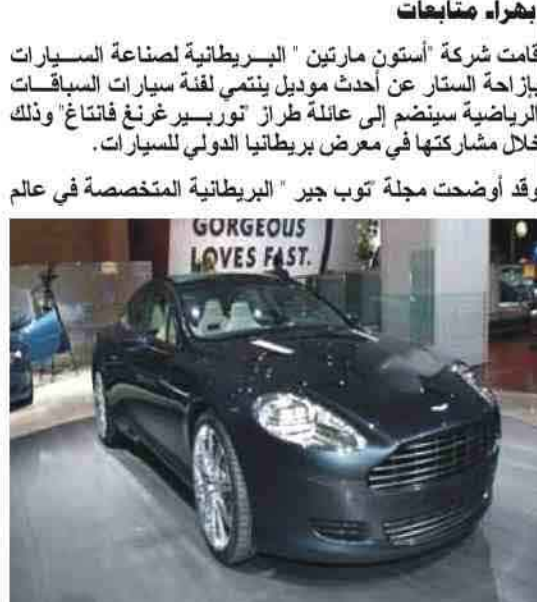 بهرا. متابعات
قامت شركة "أستون مارتين " البريطانية لصناعة السيارات
بإزاحة الستار عن أحدث موديل ينتمي لفئة سيارات السباقات
الرياضية سينضم إلى عائلة طراز "نوربيرغرنغ فانتاغ" وذلك
خلال مشاركتها في معرض بريطانيا الدولي للسيارات.
وقد أوضحت مجلة "توب جير " البريطانية المتخصصة في عالم
GORGEOUS
LOVES FAST.